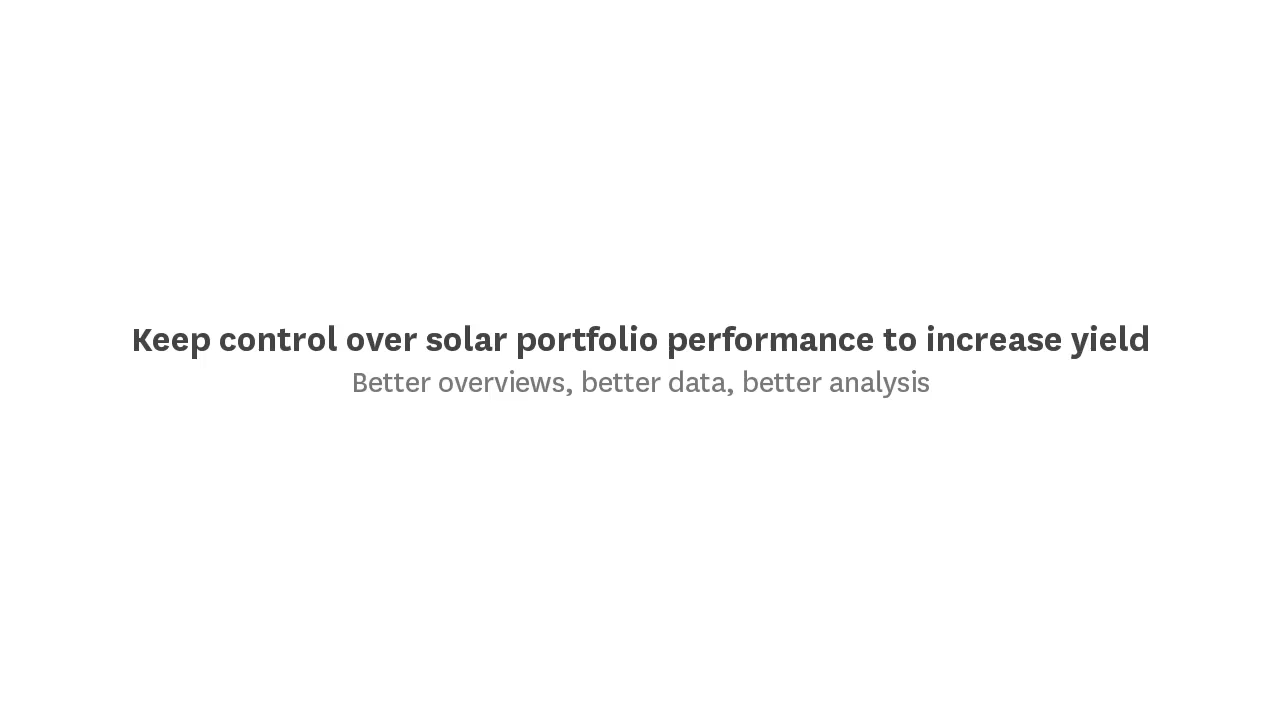 Keep control over solar portfolio performance to increase yield
Better overviews, better data, better analysis